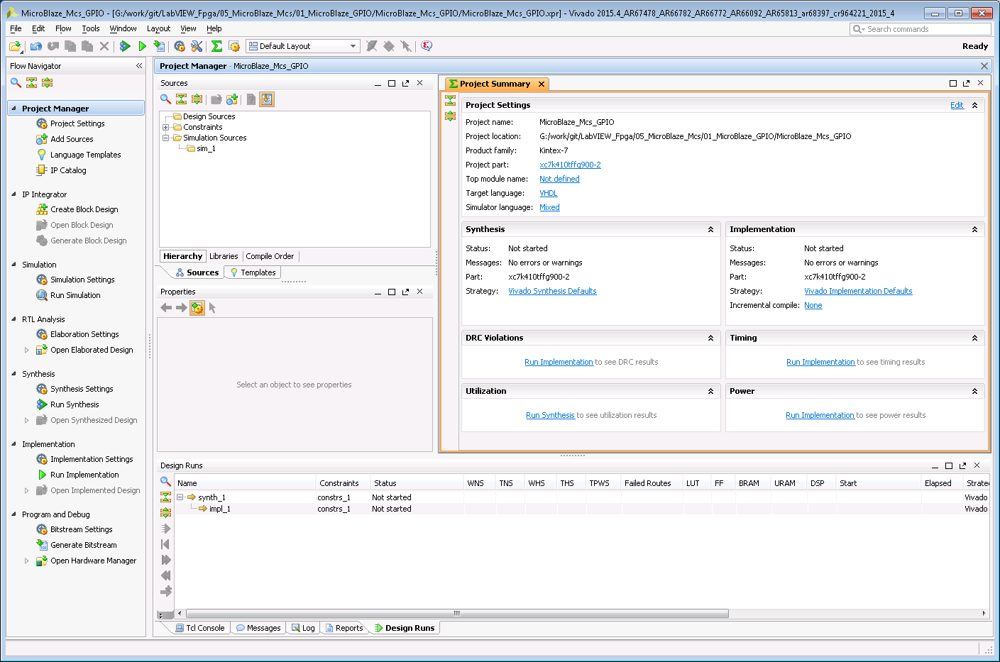 MicroBlaze_Mcs_GPIO - [G:/work/git/LabVIEW_Fpga/05_MicroBlaze_Mcs/01_MicroBlaze_GPIO/MicroBlaze_Mcs_GPIO/MicroBlaze_Mcs_GPIO.xpr] - Vivado 2015.4_AR67478_AR66782_AR66772_AR66092_AR65813_ar68397_cr964221_2015_4
File Edit Flow Tools Window Layout View Help
Search commands
Default Layout
Ready
Flow Navigator
Project Manager
Project Settings
Add Sources
Language Templates
IP Catalog
IP Integrator
Create Block Design
Open Block Design
Generate Block Design
Simulation
Simulation Settings
Run Simulation
RTL Analysis
Elaboration Settings
Open Elaborated Design
Synthesis
Synthesis Settings
Run Synthesis
Open Synthesized Design
Implementation
Implementation Settings
Run Implementation
Open Implemented Design
Program and Debug
Bitstream Settings
Generate Bitstream
Open Hardware Manager
Project Manager - MicroBlaze_Mcs_GPIO
Sources
Design Sources
Constraints
Simulation Sources
sim_1
Hierarchy Libraries Compile Order
Sources Templates
Properties
Select an object to see properties
Project Summary
Project Settings Edit
Project name: MicroBlaze_Mcs_GPIO
Project location: G:/work/git/LabVIEW_Fpga/05_MicroBlaze_Mcs/01_MicroBlaze_GPIO/MicroBlaze_Mcs_GPIO
Product family: Kintex-7
Project part: xc7k410tffg900-2
Top module name: Not defined
Target language: VHDL
Simulator language: Mixed
Synthesis
Status: Not started
Messages: No errors or warnings
Part: xc7k410tffg900-2
Strategy: Vivado Synthesis Defaults
Implementation
Status: Not started
Messages: No errors or warnings
Part: xc7k410tffg900-2
Strategy: Vivado Implementation Defaults
Incremental compile: None
DRC Violations
Run Implementation to see DRC results
Timing
Run Implementation to see timing results
Utilization
Run Synthesis to see utilization results
Power
Run Implementation to see power results
Design Runs
Name Constraints Status WNS TNS WHS THS TPWS Failed Routes LUT FF BRAM URAM DSP Start Elapsed Strate
synth_1 constrs_1 Not started Vivado
impl_1 constrs_1 Not started Vivado
Tcl Console Messages Log Reports Design Runs